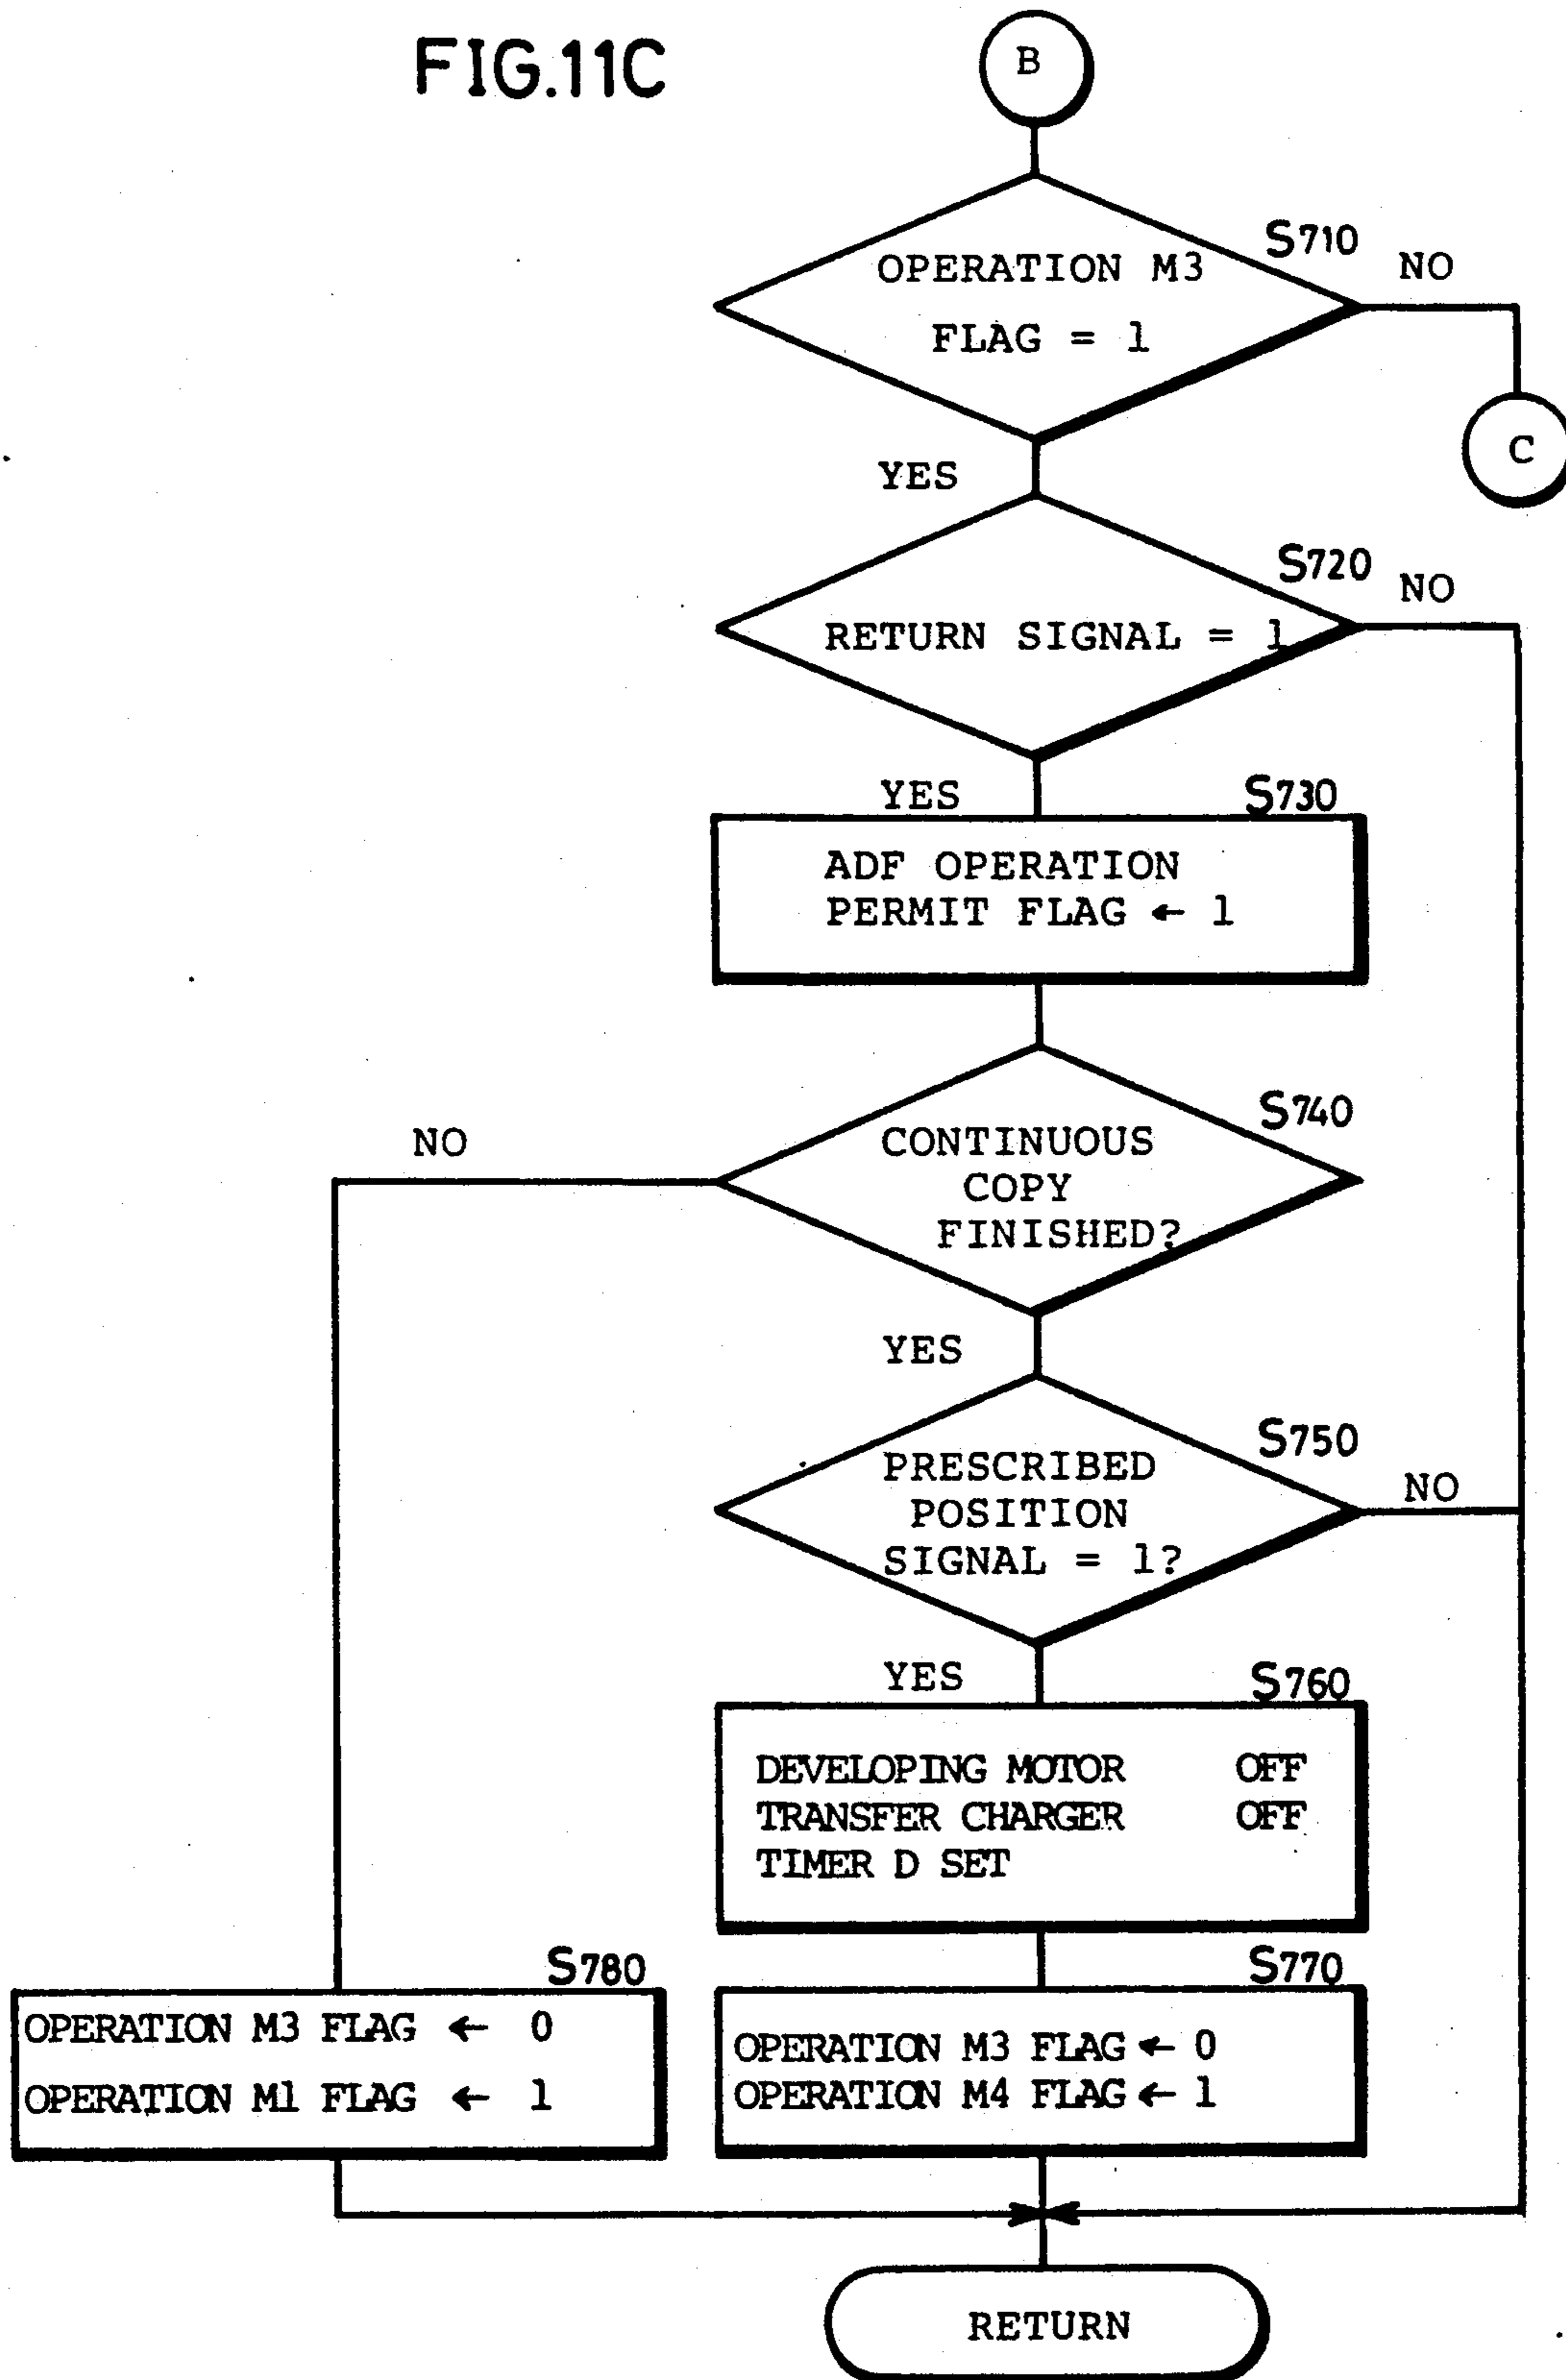 FIG.11C
B
S710
OPERATION M3
FLAG = 1
NO
C
YES
S720
RETURN SIGNAL = 1
NO
YES
S730
ADF OPERATION
PERMIT FLAG ← 1
S740
CONTINUOUS
COPY
FINISHED?
NO
YES
S750
PRESCRIBED
POSITION
SIGNAL = 1?
NO
YES
S760
DEVELOPING MOTOR OFF
TRANSFER CHARGER OFF
TIMER D SET
S780
OPERATION M3 FLAG ← 0
OPERATION M1 FLAG ← 1
S770
OPERATION M3 FLAG ← 0
OPERATION M4 FLAG ← 1
RETURN